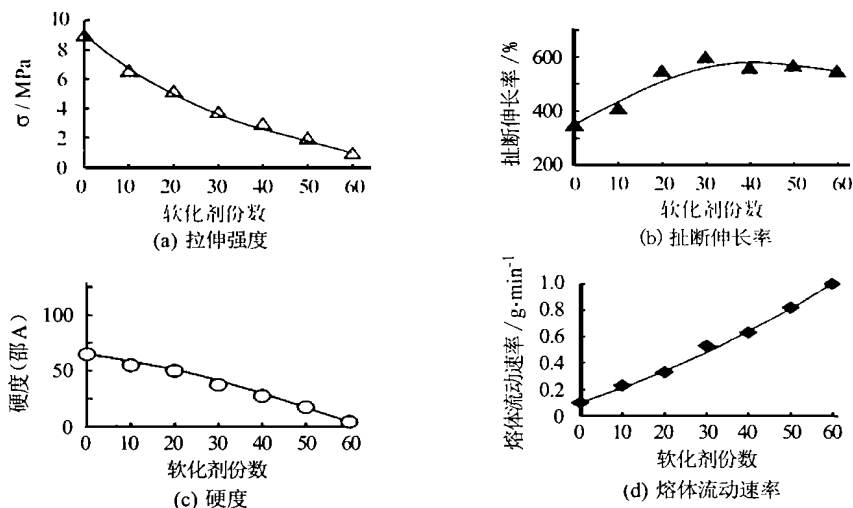 10
8
6
4
2
0
σ / MPa
0 10 20 30 40 50 60
软化剂份数
(a) 拉伸强度
600
400
200
扯断伸长率 / %
0 10 20 30 40 50 60
软化剂份数
(b) 扯断伸长率
100
50
0
硬度(邵 A)
0 10 20 30 40 50 60
软化剂份数
(c) 硬度
1.0
0.8
0.6
0.4
0.2
0
熔体流动速率 / g·min⁻¹
0 10 20 30 40 50 60
软化剂份数
(d) 熔体流动速率